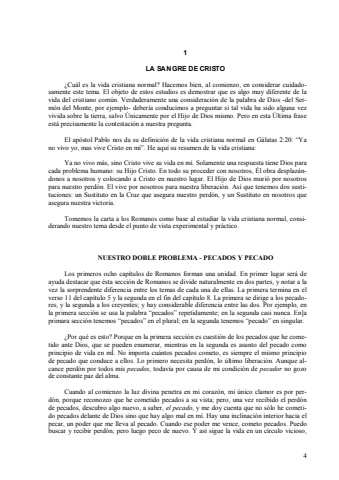 1
LA SANGRE DE CRISTO
¿Cuál es la vida cristiana normal? Hacemos bien, al comienzo, en considerar cuidado-
samente este tema. El objeto de estos estudios es demostrar que es algo muy diferente de la
vida del cristiano común. Verdaderamente una consideración de la palabra de Dios -del Ser-
món del Monte, por ejemplo- debería conducirnos a preguntar si tal vida ha sido alguna vez
vivida sobre la tierra, salvo Únicamente por el Hijo de Dios mismo. Pero en esta Última frase
está precisamente la contestación a nuestra pregunta.
El apóstol Pablo nos da su definición de la vida cristiana normal en Gálatas 2:20: “Ya
no vivo yo, mas vive Cristo en mí”. He aquí su resumen de la vida cristiana:
Ya no vivo más, sino Cristo vive su vida en mí. Solamente una respuesta tiene Dios para
cada problema humano: su Hijo Cristo. En todo su proceder con nosotros, Él obra desplazán-
donos a nosotros y colocando a Cristo en nuestro lugar. El Hijo de Dios murió por nosotros
para nuestro perdón. El vive por nosotros para nuestra liberación. Así que tenemos dos susti-
taciones: un Sustituto en la Cruz que asegura nuestro perdón, y un Sustituto en nosotros que
asegura nuestra victoria.
Tomemos la carta a los Romanos como base al estudiar la vida cristiana normal, consi-
derando nuestro tema desde el punto de vista experimental y práctico.
NUESTRO DOBLE PROBLEMA - PECADOS Y PECADO
Los primeros ocho capítulos de Romanos forman una unidad. En primer lugar será de
ayuda destacar que ésta sección de Romanos se divide naturalmente en dos partes, y notar a la
vez la sorprendente diferencia entre los temas de cada una de ellas. La primera termina en el
verso 11 del capítulo 5 y la segunda en el fin del capítulo 8. La primera se dirige a los pecado-
res, y la segunda a los creyentes; y hay considerable diferencia entre las dos. Por ejemplo, en
la primera sección se usa la palabra “pecados” repetidamente; en la segunda casi nunca. En]a
primara sección tenemos “pecados” en el plural; en la segunda tenemos “pecado” en singular.
¿Por qué es esto? Porque en la primera sección es cuestión de los pecados que he come-
tido ante Dios, que se pueden enumerar, mientras en la segunda es asunto del pecado como
principio de vida en mÍ. No importa cuántos pecados cometo, es siempre el mismo principio
de pecado que conduce a ellos. Lo primero necesita perdón, lo último liberación. Aunque al-
cance perdón por todos mis pecados, todavía por causa de mi condición de pecador no gozo
de constante paz del alma.
Cuando al comienzo la luz divina penetra en mi corazón, mi único clamor es por per-
dón, porque reconozco que he cometido pecados a su vista; pero, una vez recibido el perdón
de pecados, descubro algo nuevo, a saber, el pecado, y me doy cuenta que no sólo he cometi-
do pecados delante de Dios sino que hay algo mal en mí. Hay una inclinación interior hacia el
pecar, un poder que me lleva al pecado. Cuando ese poder me vence, cometo pecados. Puedo
buscar y recibir perdón, pero luego peco de nuevo. Y así sigue la vida en un círculo vicioso,
4